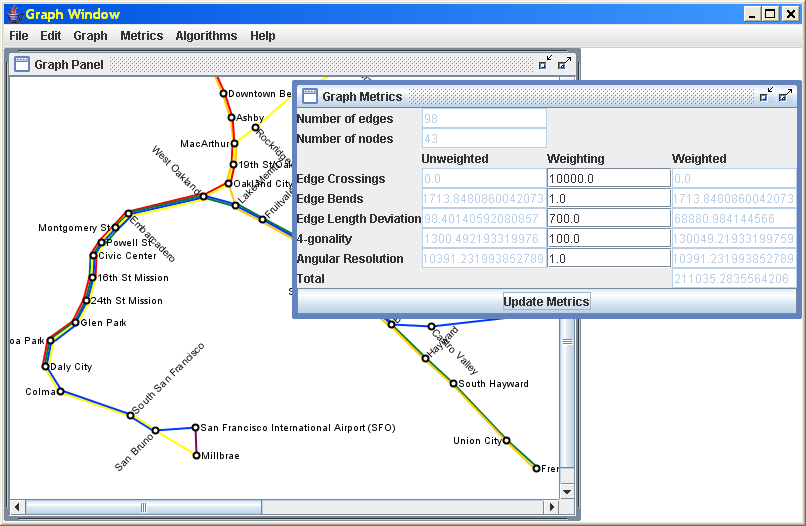 Graph Window
File Edit Graph Metrics Algorithms Help
Graph Panel
Downtown Be
Ashby
Rockridge
MacArthur
19th St/Oak
West Oakland
Oakland City
Lake Merritt
Fruitvale
Embarcadero
Montgomery St
Powell St
Civic Center
16th St Mission
24th St Mission
Glen Park
oa Park
Daly City
Colma
South San Francisco
San Bruno
San Francisco International Airport (SFO)
Millbrae
Hayward
Castro Valley
South Hayward
Union City
Frem
Graph Metrics
Number of edges 98
Number of nodes 43
Unweighted Weighting Weighted
Edge Crossings 0.0 10000.0 0.0
Edge Bends 1713.8480860042073 1.0 1713.8480860042073
Edge Length Deviation 98.40140592080857 700.0 68880.984144566
4-gonality 1300.492193319976 100.0 130049.21933199759
Angular Resolution 10391.231993852789 1.0 10391.231993852789
Total 211035.2835564206
Update Metrics